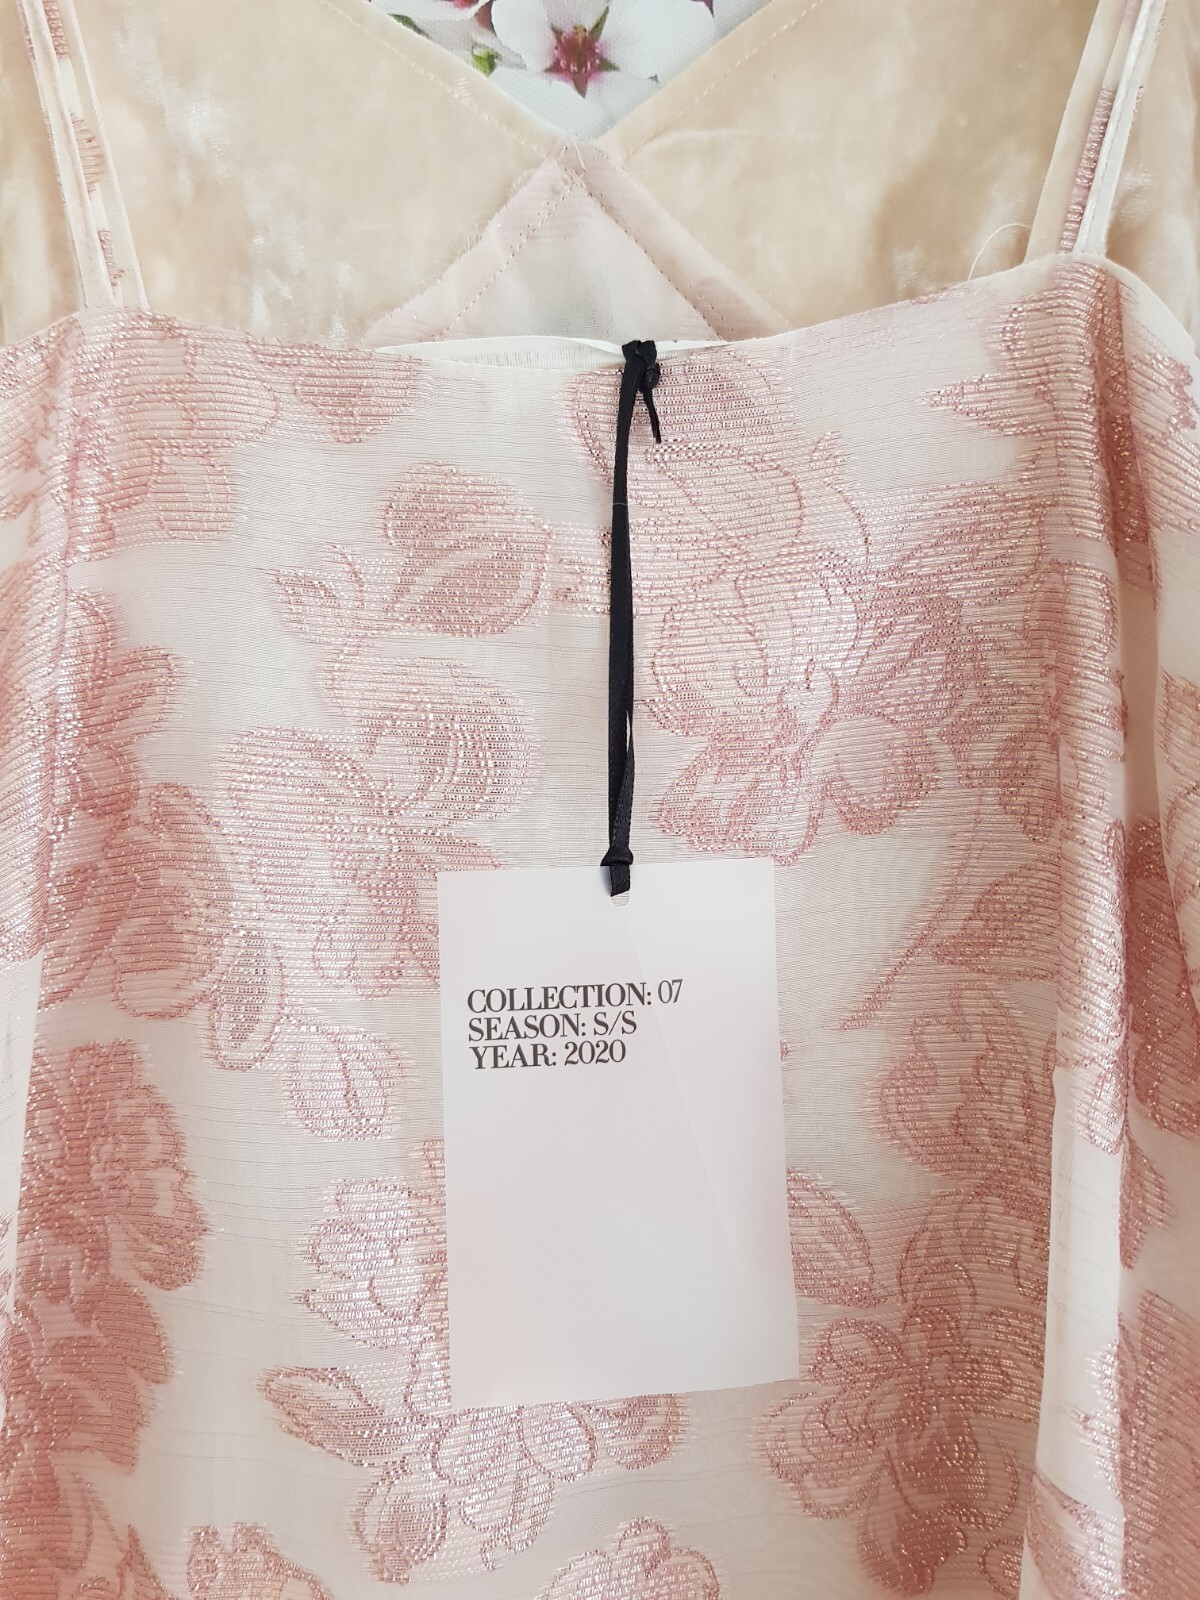 COLLECTION: 07
SEASON: S/S
YEAR: 2020